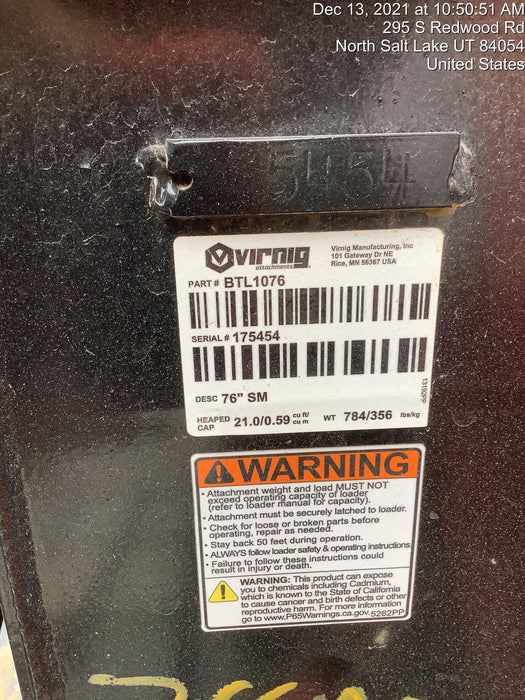 Dec 13, 2021 at 10:50:51 AM
295 S Redwood Rd
North Salt Lake UT 84054
United States
virnig
attachments
Virnig Manufacturing, Inc
101 Gateway Dr NE
Rice, MN 56367 USA
PART # BTL1076
SERIAL # 175454
DESC 76" SM
HEAPED CAP 21.0/0.59 cu ft/ cu m WT 784/356 lbs/kg
13192PP
WARNING
• Attachment weight and load MUST NOT
exceed operating capacity of loader
(refer to loader manual for capacity).
• Attachment must be securely latched to loader.
• Check for loose or broken parts before
operating, repair as needed.
• Stay back 50 feet during operation.
• ALWAYS follow loader safety & operating instructions.
• Failure to follow these instructions could
result in injury or death.
WARNING: This product can expose
you to chemicals including Cadmium,
which is known to the State of California
to cause cancer and birth defects or other
reproductive harm. For more information
go to www.P65Warnings.ca.gov. 5262PP